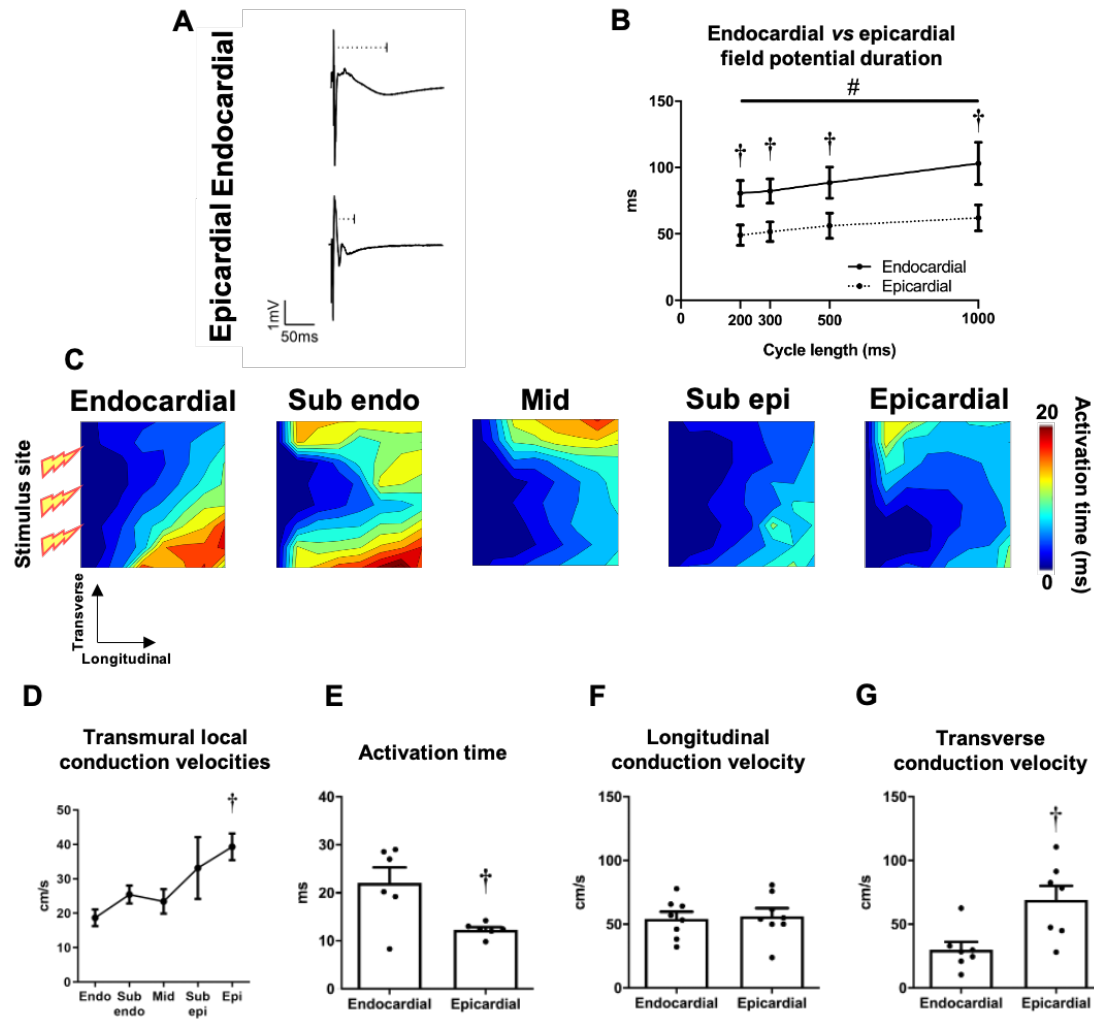 A
Endocardial
Epicardial
1mV
50ms
B
Endocardial vs epicardial
field potential duration
#
150
† † † †
100
ms
50
Endocardial
Epicardial
0
0 200 300 500 1000
Cycle length (ms)
C
Endocardial Sub endo Mid Sub epi Epicardial
Stimulus site
20
Activation time (ms)
0
Transverse
Longitudinal
D
Transmural local
conduction velocities
†
50
40
30
cm/s
20
10
0
Endo Sub endo Mid Sub epi Epi
E
Activation time
40
30
†
ms
20
10
0
Endocardial Epicardial
F
Longitudinal
conduction velocity
150
100
cm/s
50
0
Endocardial Epicardial
G
Transverse
conduction velocity
†
150
100
cm/s
50
0
Endocardial Epicardial